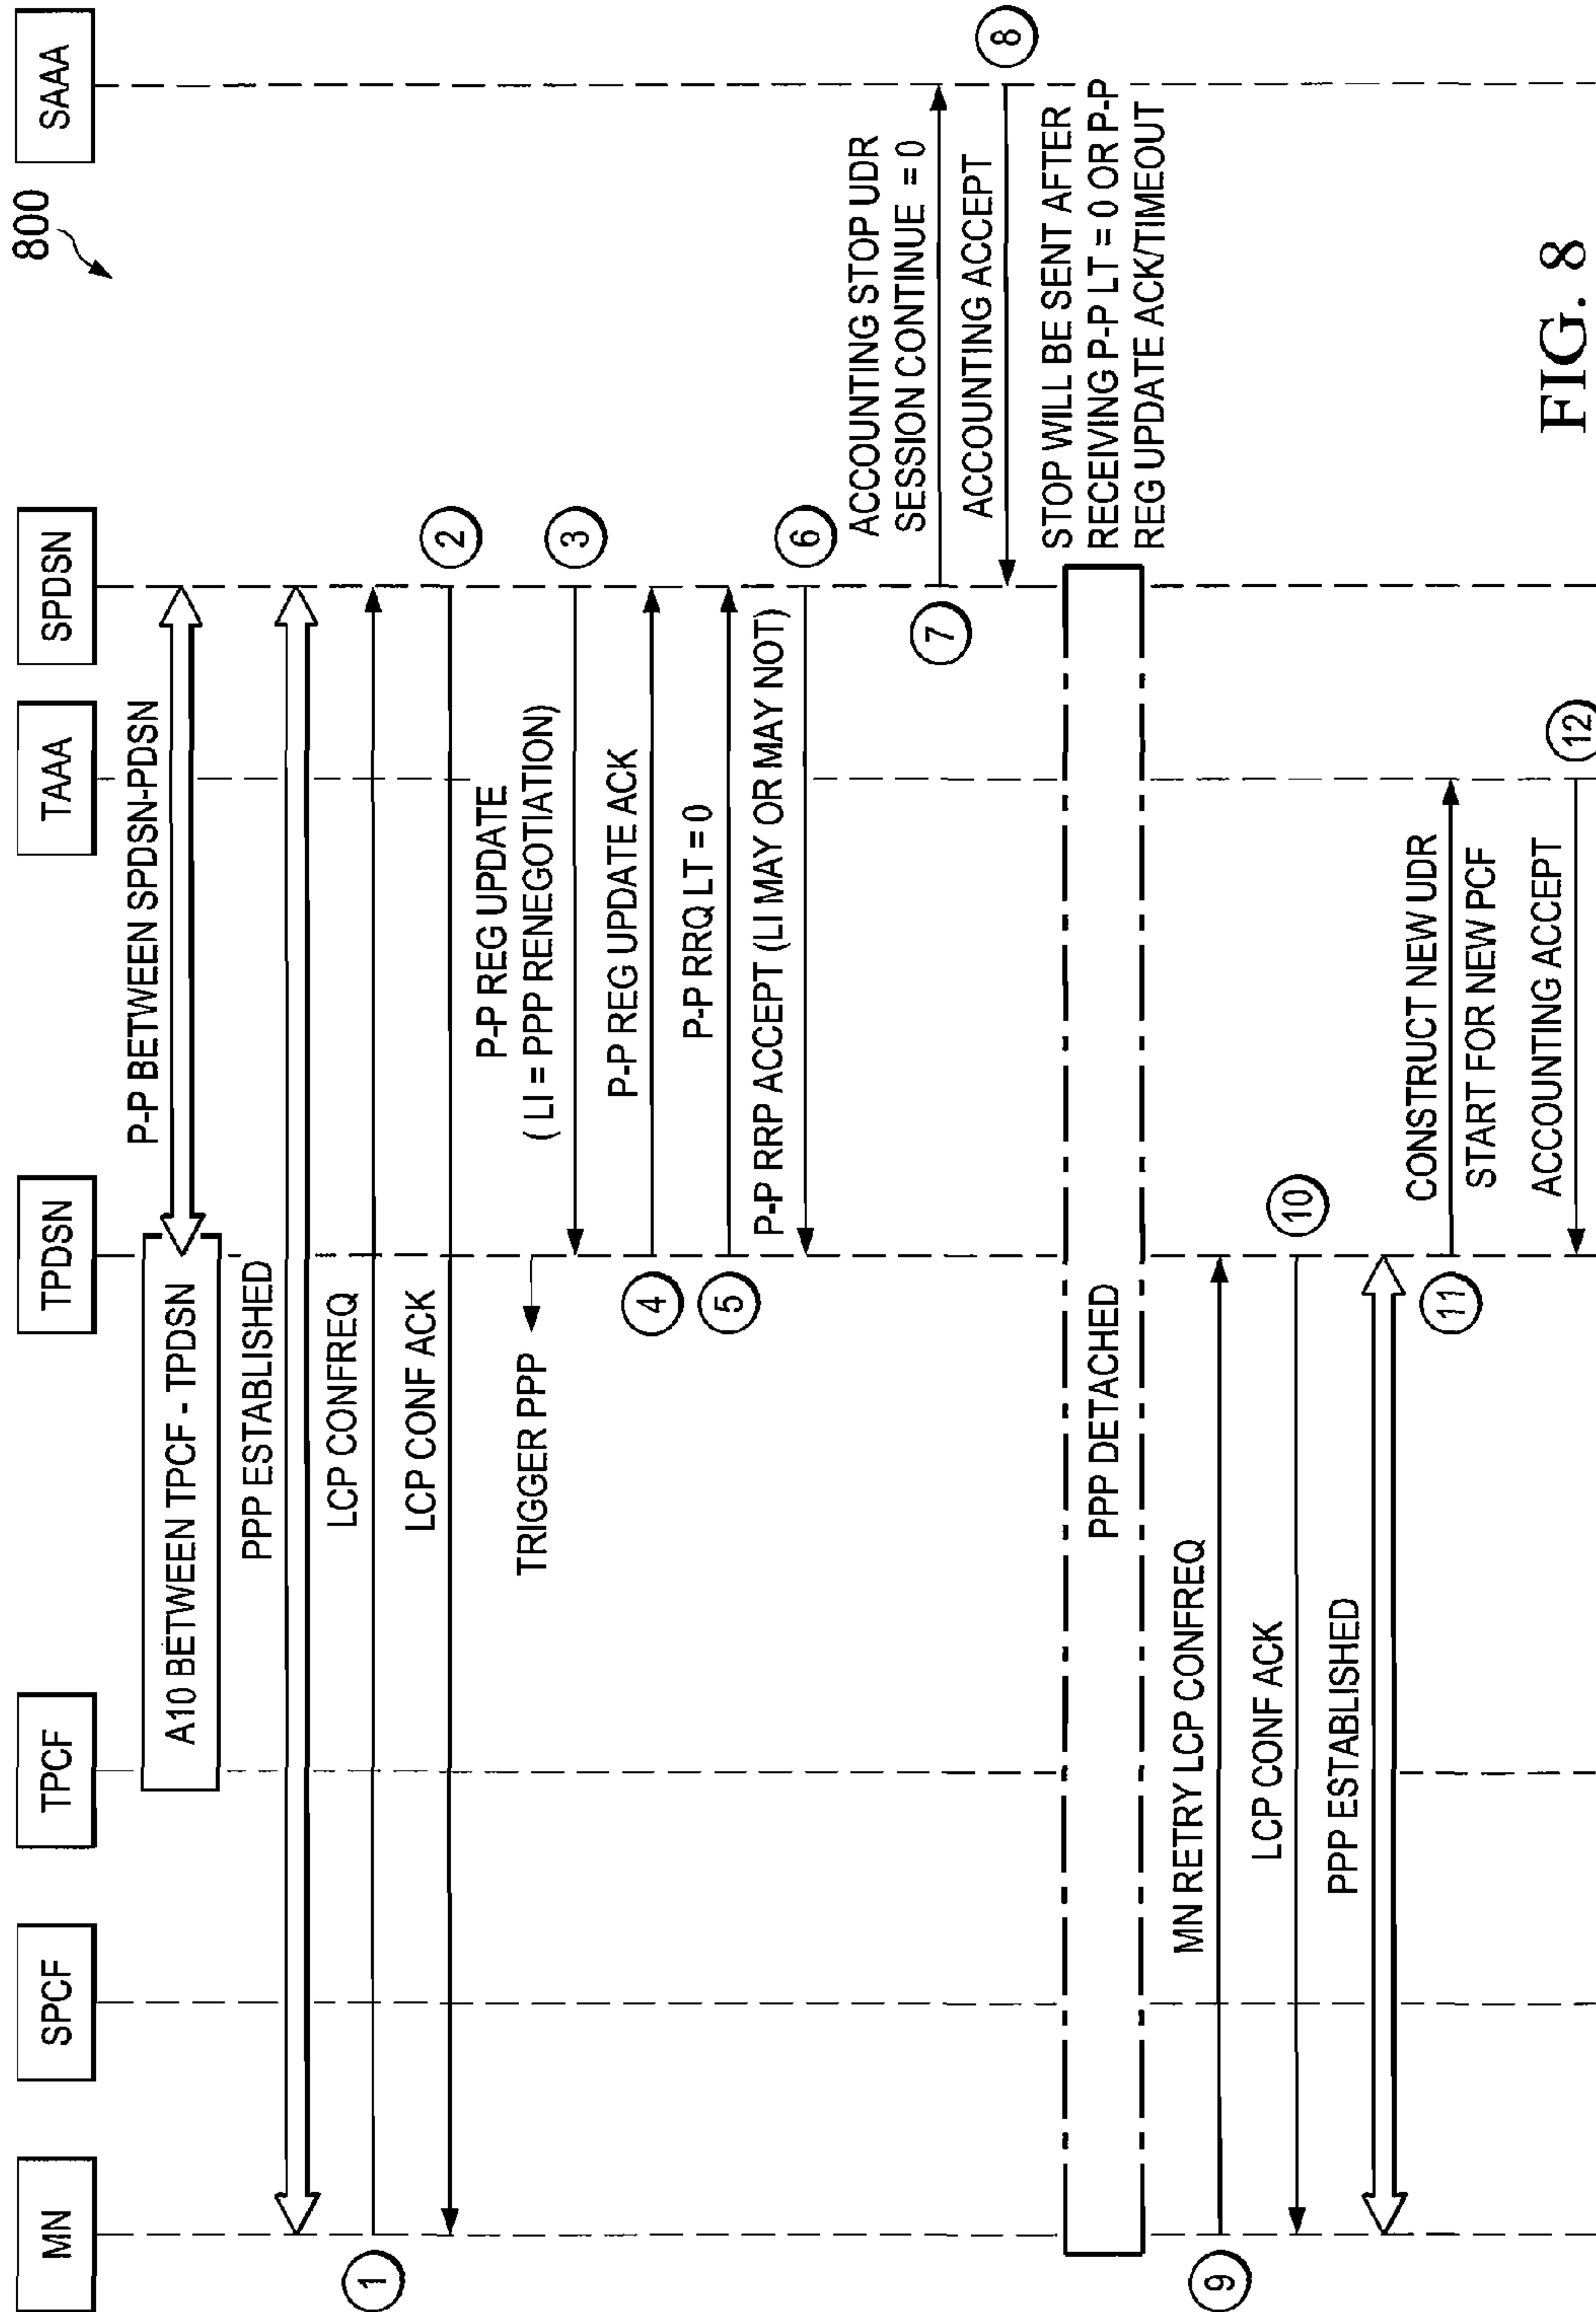 800
MN
SPCF
TPCF
TPDSN
TAAA
SPDSN
SAAA
P-P BETWEEN SPDSN-PDSN
A10 BETWEEN TPCF - TPDSN
PPP ESTABLISHED
1
LCP CONFREQ
LCP CONF ACK
2
P-P REG UPDATE
( LI = PPP RENEGOTIATION)
3
TRIGGER PPP
P-P REG UPDATE ACK
4
P-P RRQ LT = 0
5
P-P RRP ACCEPT (LI MAY OR MAY NOT)
6
ACCOUNTING STOP UDR
SESSION CONTINUE = 0
7
ACCOUNTING ACCEPT
8
STOP WILL BE SENT AFTER
RECEIVING P-P LT = 0 OR P-P
REG UPDATE ACK/TIMEOUT
PPP DETACHED
MN RETRY LCP CONFREQ
9
LCP CONF ACK
10
PPP ESTABLISHED
CONSTRUCT NEW UDR
START FOR NEW PCF
11
ACCOUNTING ACCEPT
12
FIG. 8